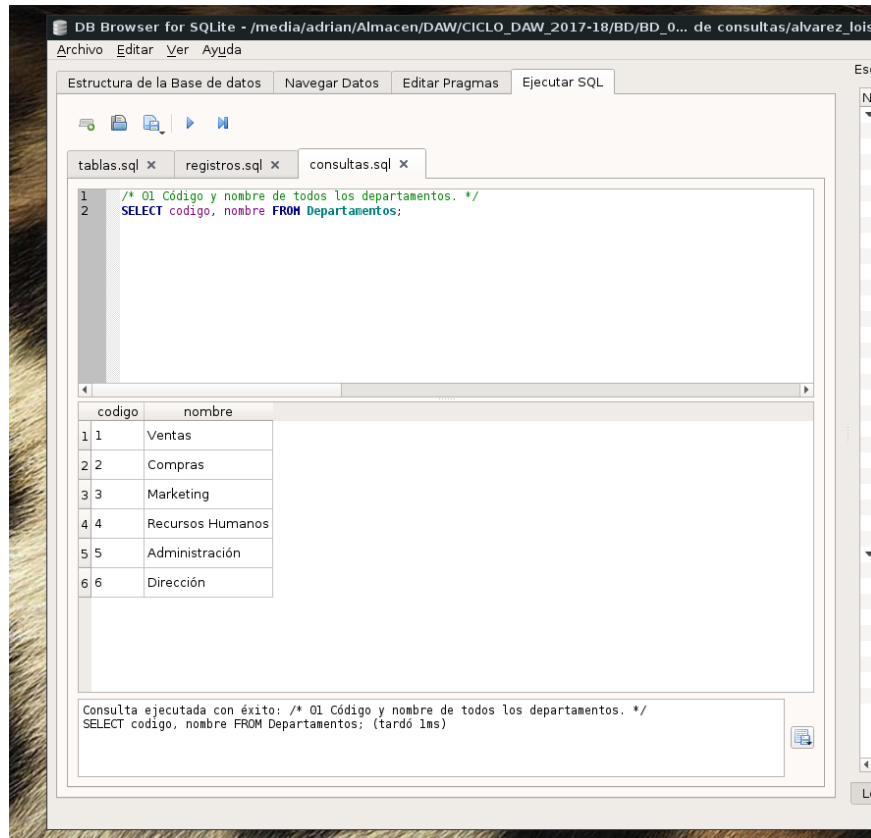 DB Browser for SQLite - /media/adrian/Almacen/DAW/CICLO_DAW_2017-18/BD/BD_0... de consultas/alvarez_lois
Archivo Editar Ver Ayuda
Estructura de la Base de datos Navegar Datos Editar Pragmas Ejecutar SQL
tablas.sql registros.sql consultas.sql
1 /* 01 Código y nombre de todos los departamentos. */
2 SELECT codigo, nombre FROM Departamentos;
codigo nombre
1 1 Ventas
2 2 Compras
3 3 Marketing
4 4 Recursos Humanos
5 5 Administración
6 6 Dirección
Consulta ejecutada con éxito: /* 01 Código y nombre de todos los departamentos. */
SELECT codigo, nombre FROM Departamentos; (tardó 1ms)